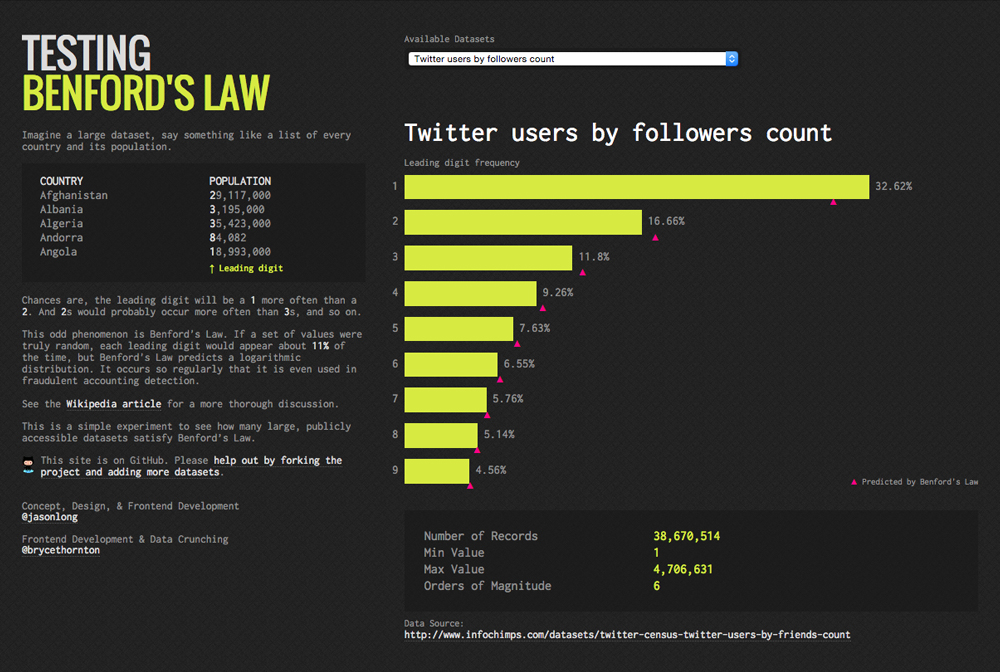 TESTING
BENFORD'S LAW
Imagine a large dataset, say something like a list of every
country and its population.
COUNTRY POPULATION
Afghanistan 29,117,000
Albania 3,195,000
Algeria 35,423,000
Andorra 84,082
Angola 18,993,000
↑ Leading digit
Chances are, the leading digit will be a 1 more often than a
2. And 2s would probably occur more often than 3s, and so on.
This odd phenomenon is Benford's Law. If a set of values were
truly random, each leading digit would appear about 11% of
the time, but Benford's Law predicts a logarithmic
distribution. It occurs so regularly that it is even used in
fraudulent accounting detection.
See the Wikipedia article for a more thorough discussion.
This is a simple experiment to see how many large, publicly
accessible datasets satisfy Benford's Law.
This site is on GitHub. Please help out by forking the
project and adding more datasets.
Concept, Design, & Frontend Development
@jasonlong
Frontend Development & Data Crunching
@brycethornton
Available Datasets
Twitter users by followers count
Twitter users by followers count
Leading digit frequency
1 32.62%
2 16.66%
3 11.8%
4 9.26%
5 7.63%
6 6.55%
7 5.76%
8 5.14%
9 4.56%
▲ Predicted by Benford's Law
Number of Records 38,670,514
Min Value 1
Max Value 4,706,631
Orders of Magnitude 6
Data Source:
http://www.infochimps.com/datasets/twitter-census-twitter-users-by-friends-count